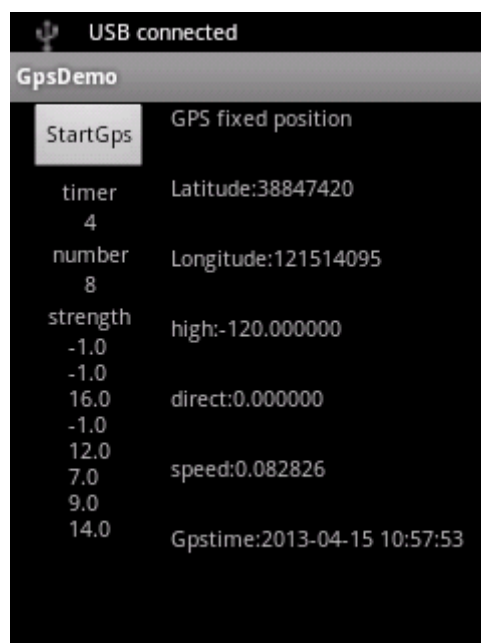 USB connected
GpsDemo
StartGps
timer
4
number
8
strength
-1.0
-1.0
16.0
-1.0
12.0
7.0
9.0
14.0
GPS fixed position
Latitude:38847420
Longitude:121514095
high:-120.000000
direct:0.000000
speed:0.082826
Gpstime:2013-04-15 10:57:53